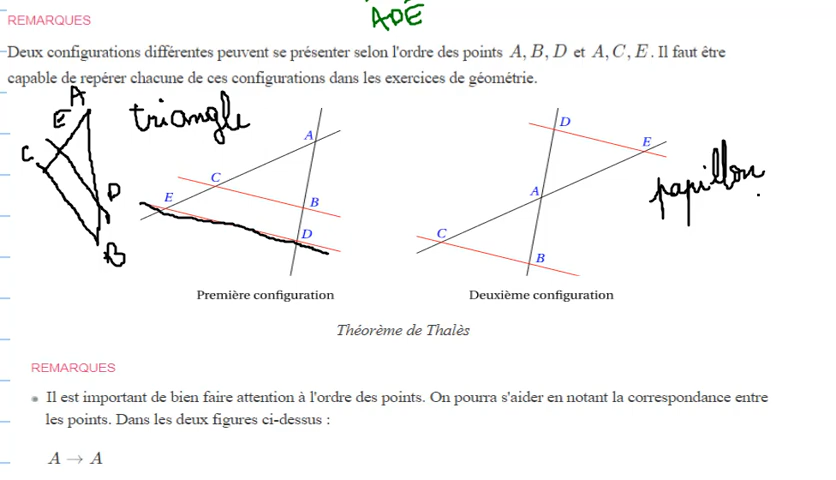 ADE
REMARQUES
Deux configurations différentes peuvent se présenter selon l'ordre des points A, B, D et A, C, E. Il faut être
capable de repérer chacune de ces configurations dans les exercices de géométrie.
A
E
C
D
B
triangle
A
C
E
B
D
Première configuration
D
E
A
C
B
papillon
Deuxième configuration
Théorème de Thalès
REMARQUES
Il est important de bien faire attention à l'ordre des points. On pourra s'aider en notant la correspondance entre
les points. Dans les deux figures ci-dessus :
A → A